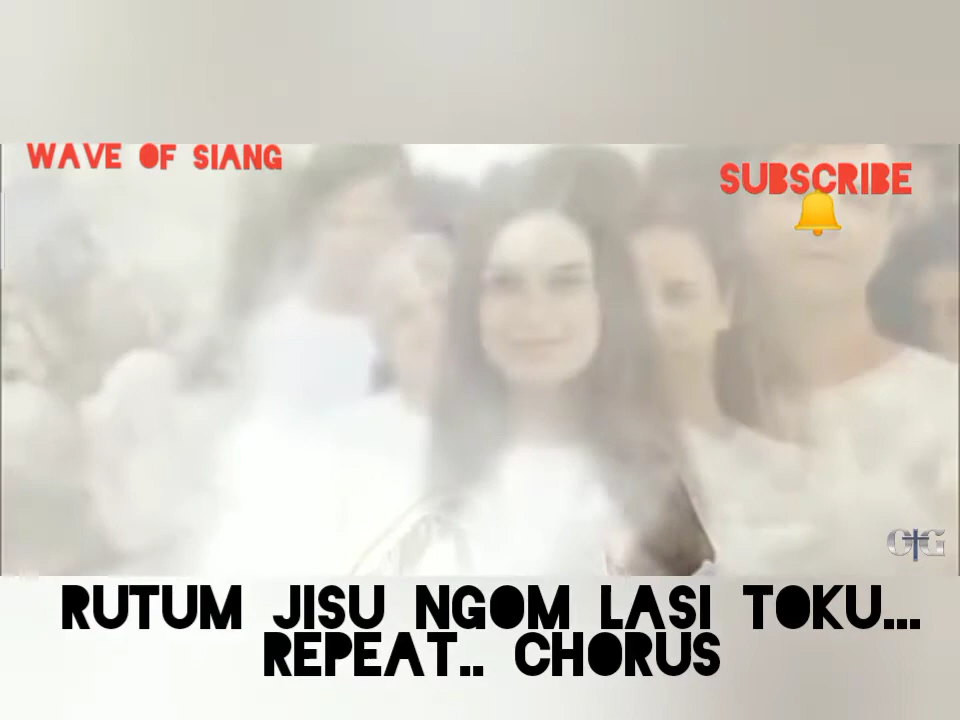 WAVE OF SIANG
SUBSCRIBE
RUTUM JISU NGOM LASI TOKU...
REPEAT.. CHORUS